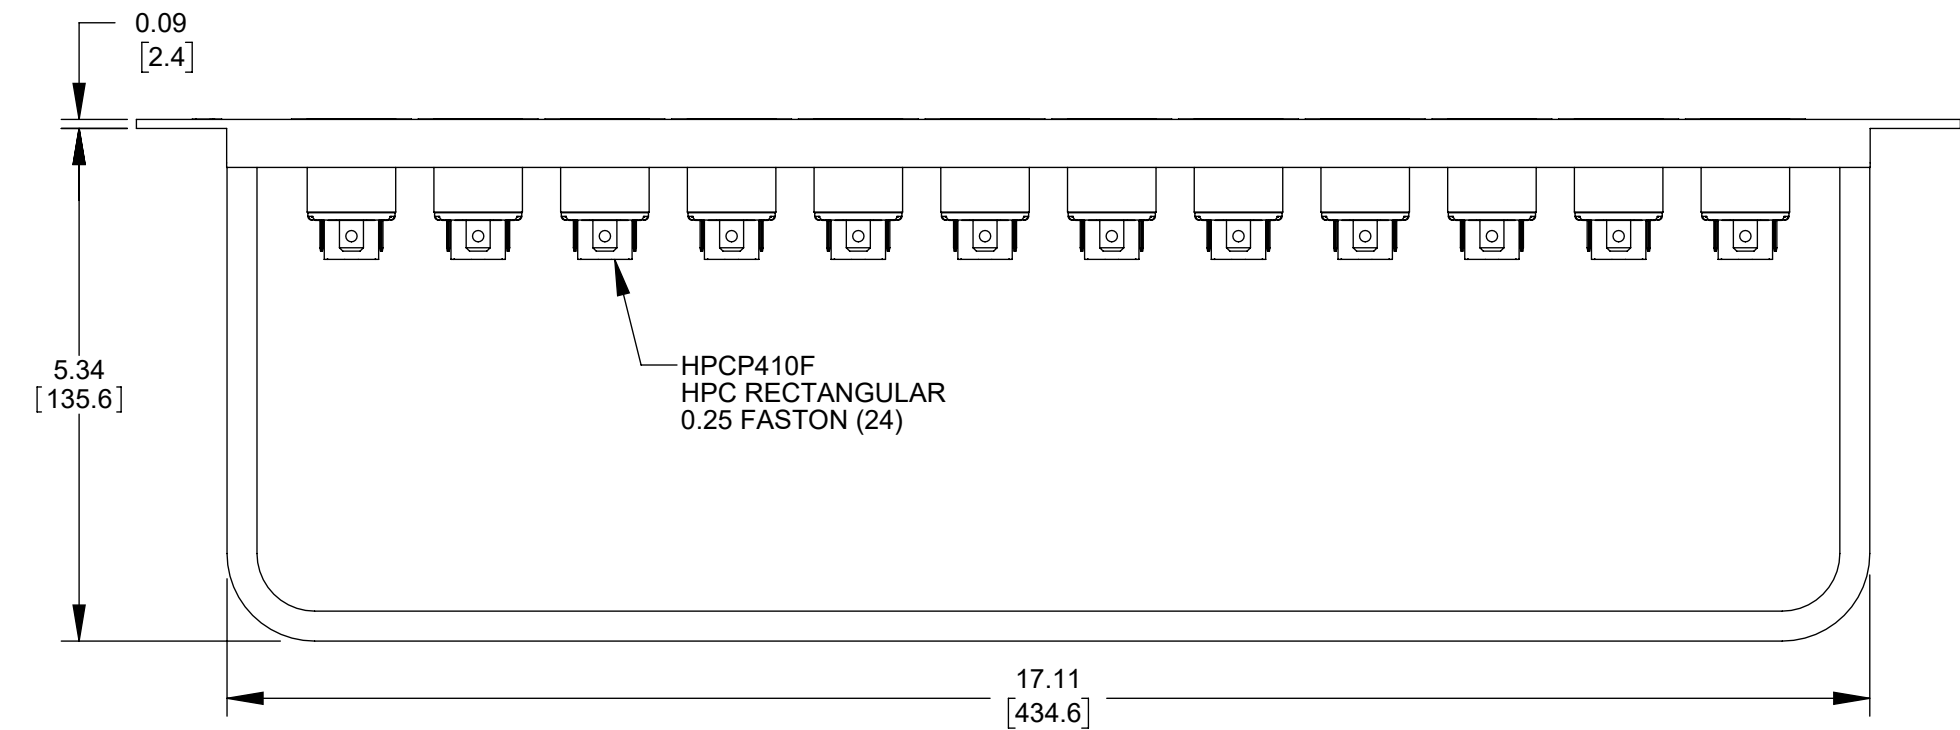 0.09
[2.4]
5.34
[135.6]
HPCP410F
HPC RECTANGULAR
0.25 FASTON (24)
17.11
[434.6]